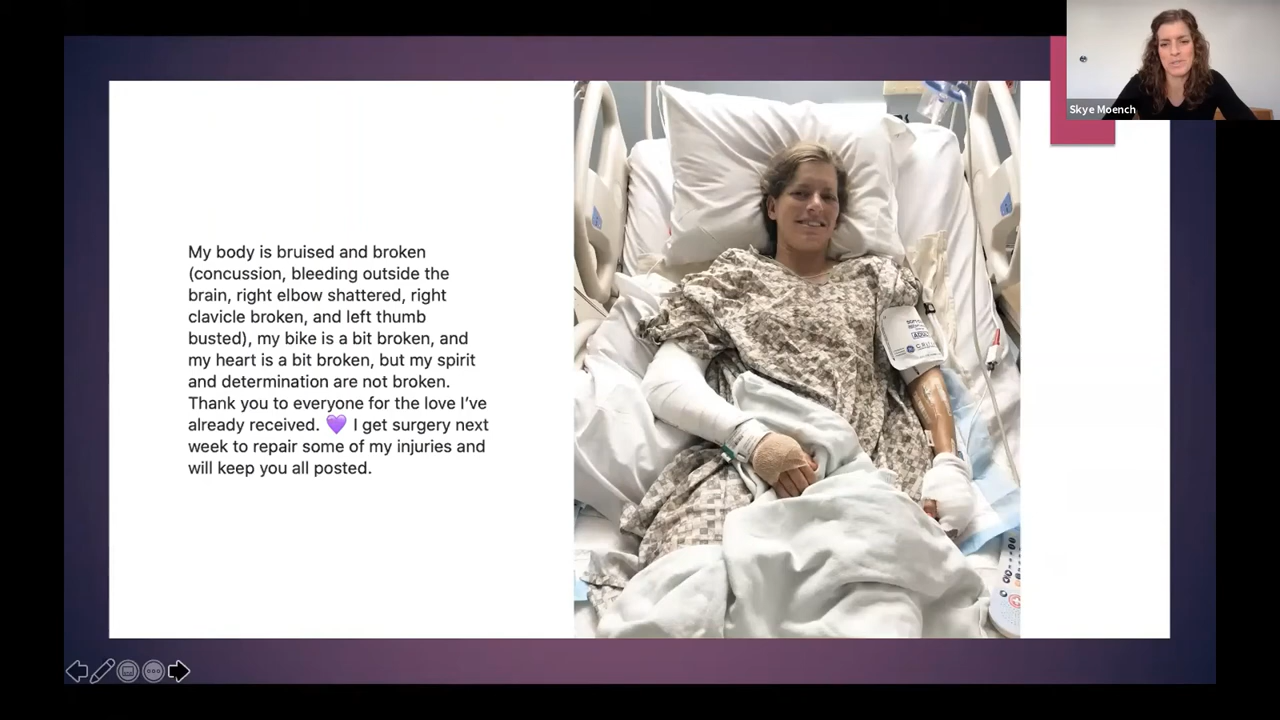 Skye Moench
My body is bruised and broken
(concussion, bleeding outside the
brain, right elbow shattered, right
clavicle broken, and left thumb
busted), my bike is a bit broken, and
my heart is a bit broken, but my spirit
and determination are not broken.
Thank you to everyone for the love I’ve
already received. 💜 I get surgery next
week to repair some of my injuries and
will keep you all posted.